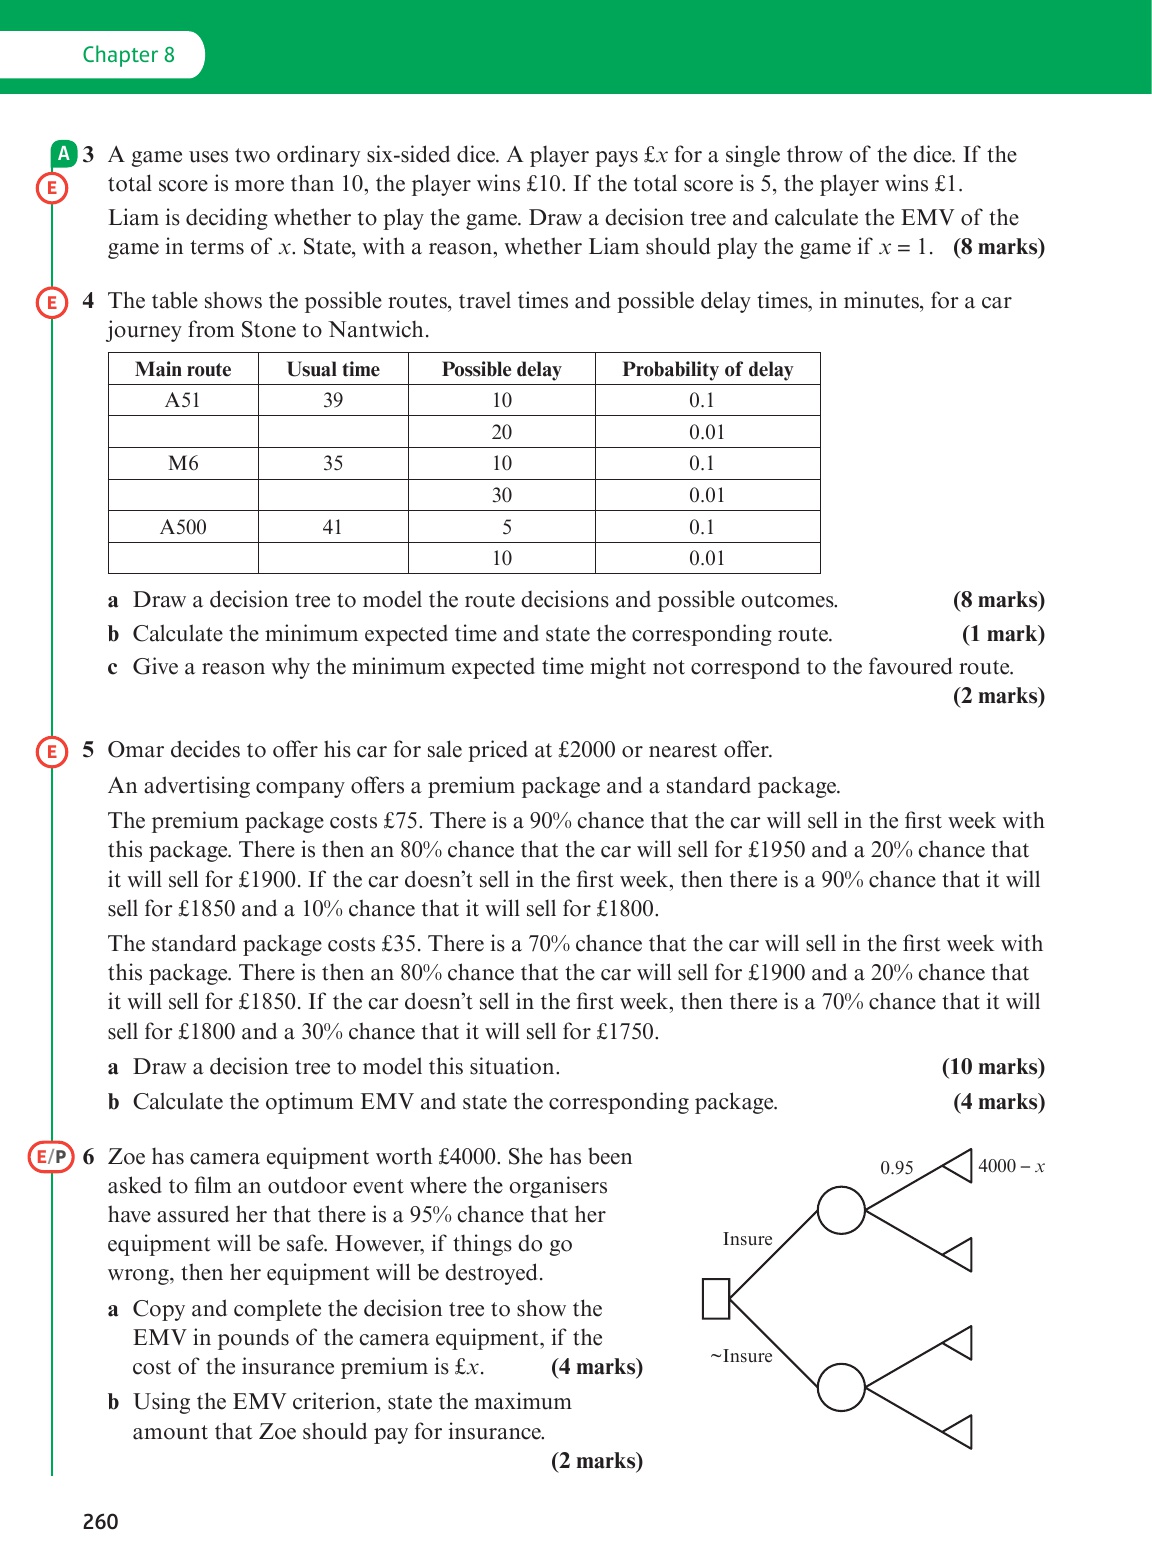 Chapter 8
A 3 A game uses two ordinary six-sided dice. A player pays £x for a single throw of the dice. If the
E total score is more than 10, the player wins £10. If the total score is 5, the player wins £1.
Liam is deciding whether to play the game. Draw a decision tree and calculate the EMV of the
game in terms of x. State, with a reason, whether Liam should play the game if x = 1. (8 marks)
E 4 The table shows the possible routes, travel times and possible delay times, in minutes, for a car
journey from Stone to Nantwich.
Main route Usual time Possible delay Probability of delay
A51 39 10 0.1
20 0.01
M6 35 10 0.1
30 0.01
A500 41 5 0.1
10 0.01
a Draw a decision tree to model the route decisions and possible outcomes. (8 marks)
b Calculate the minimum expected time and state the corresponding route. (1 mark)
c Give a reason why the minimum expected time might not correspond to the favoured route.
(2 marks)
E 5 Omar decides to offer his car for sale priced at £2000 or nearest offer.
An advertising company offers a premium package and a standard package.
The premium package costs £75. There is a 90% chance that the car will sell in the first week with
this package. There is then an 80% chance that the car will sell for £1950 and a 20% chance that
it will sell for £1900. If the car doesn’t sell in the first week, then there is a 90% chance that it will
sell for £1850 and a 10% chance that it will sell for £1800.
The standard package costs £35. There is a 70% chance that the car will sell in the first week with
this package. There is then an 80% chance that the car will sell for £1900 and a 20% chance that
it will sell for £1850. If the car doesn’t sell in the first week, then there is a 70% chance that it will
sell for £1800 and a 30% chance that it will sell for £1750.
a Draw a decision tree to model this situation. (10 marks)
b Calculate the optimum EMV and state the corresponding package. (4 marks)
E/P 6 Zoe has camera equipment worth £4000. She has been
asked to film an outdoor event where the organisers
have assured her that there is a 95% chance that her
equipment will be safe. However, if things do go
wrong, then her equipment will be destroyed.
a Copy and complete the decision tree to show the
EMV in pounds of the camera equipment, if the
cost of the insurance premium is £x. (4 marks)
b Using the EMV criterion, state the maximum
amount that Zoe should pay for insurance.
(2 marks)
0.95 4000 – x
Insure
~Insure
260